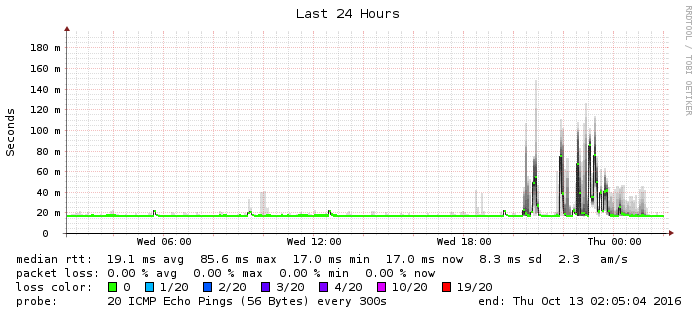 Last 24 Hours
RRDTOOL / TOBI OETIKER
Seconds
180 m
160 m
140 m
120 m
100 m
80 m
60 m
40 m
20 m
0
Wed 06:00 Wed 12:00 Wed 18:00 Thu 00:00
median rtt: 19.1 ms avg 85.6 ms max 17.0 ms min 17.0 ms now 8.3 ms sd 2.3 am/s
packet loss: 0.00 % avg 0.00 % max 0.00 % min 0.00 % now
loss color: 0 1/20 2/20 3/20 4/20 10/20 19/20
probe: 20 ICMP Echo Pings (56 Bytes) every 300s end: Thu Oct 13 02:05:04 2016